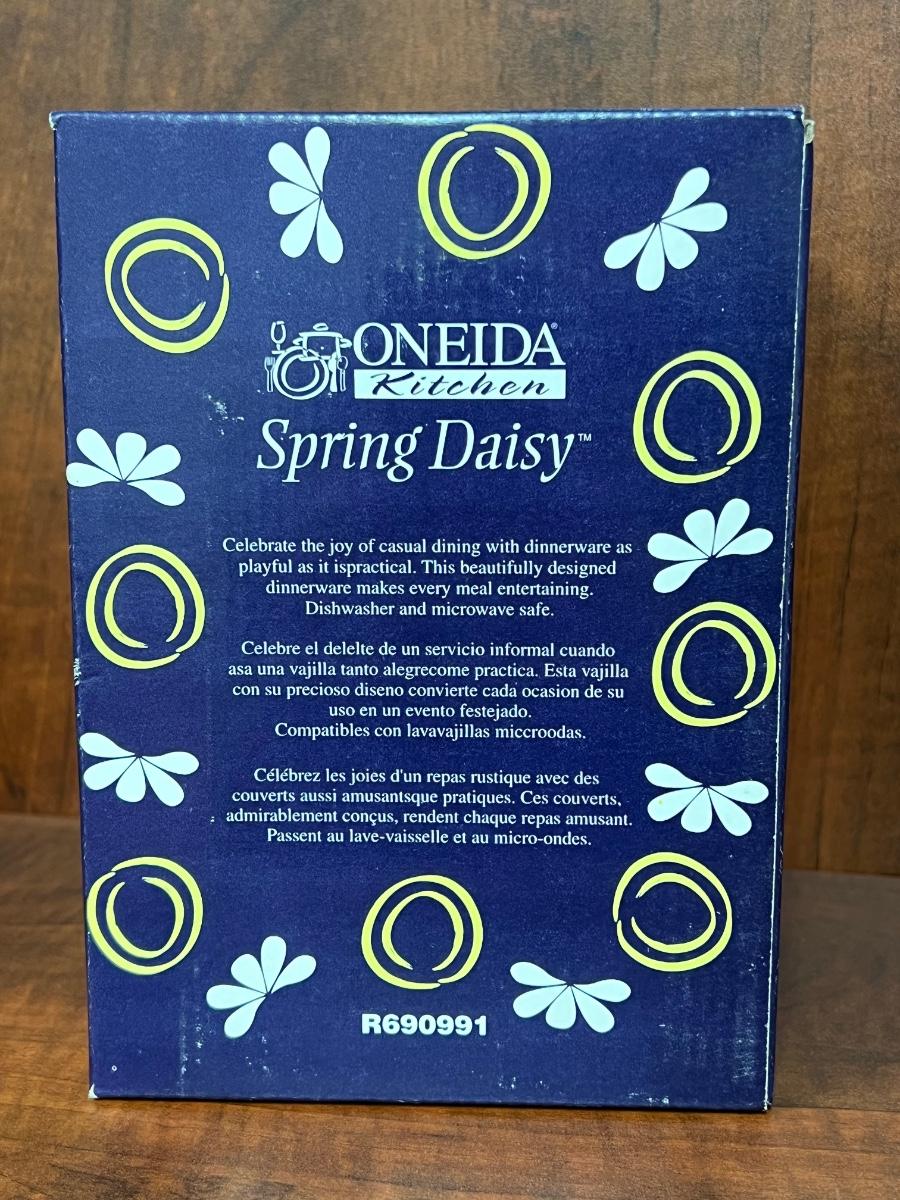 ONEIDA®
Kitchen
Spring Daisy™
Celebrate the joy of casual dining with dinnerware as
playful as it ispractical. This beautifully designed
dinnerware makes every meal entertaining.
Dishwasher and microwave safe.
Celebre el delelte de un servicio informal cuando
asa una vajilla tanto alegrecome practica. Esta vajilla
con su precioso diseno convierte cada ocasion de su
uso en un evento festejado.
Compatibles con lavavajillas miccroodas.
Célébrez les joies d'un repas rustique avec des
couverts aussi amusantsque pratiques. Ces couverts,
admirablement conçus, rendent chaque repas amusant.
Passent au lave-vaisselle et au micro-ondes.
R690991